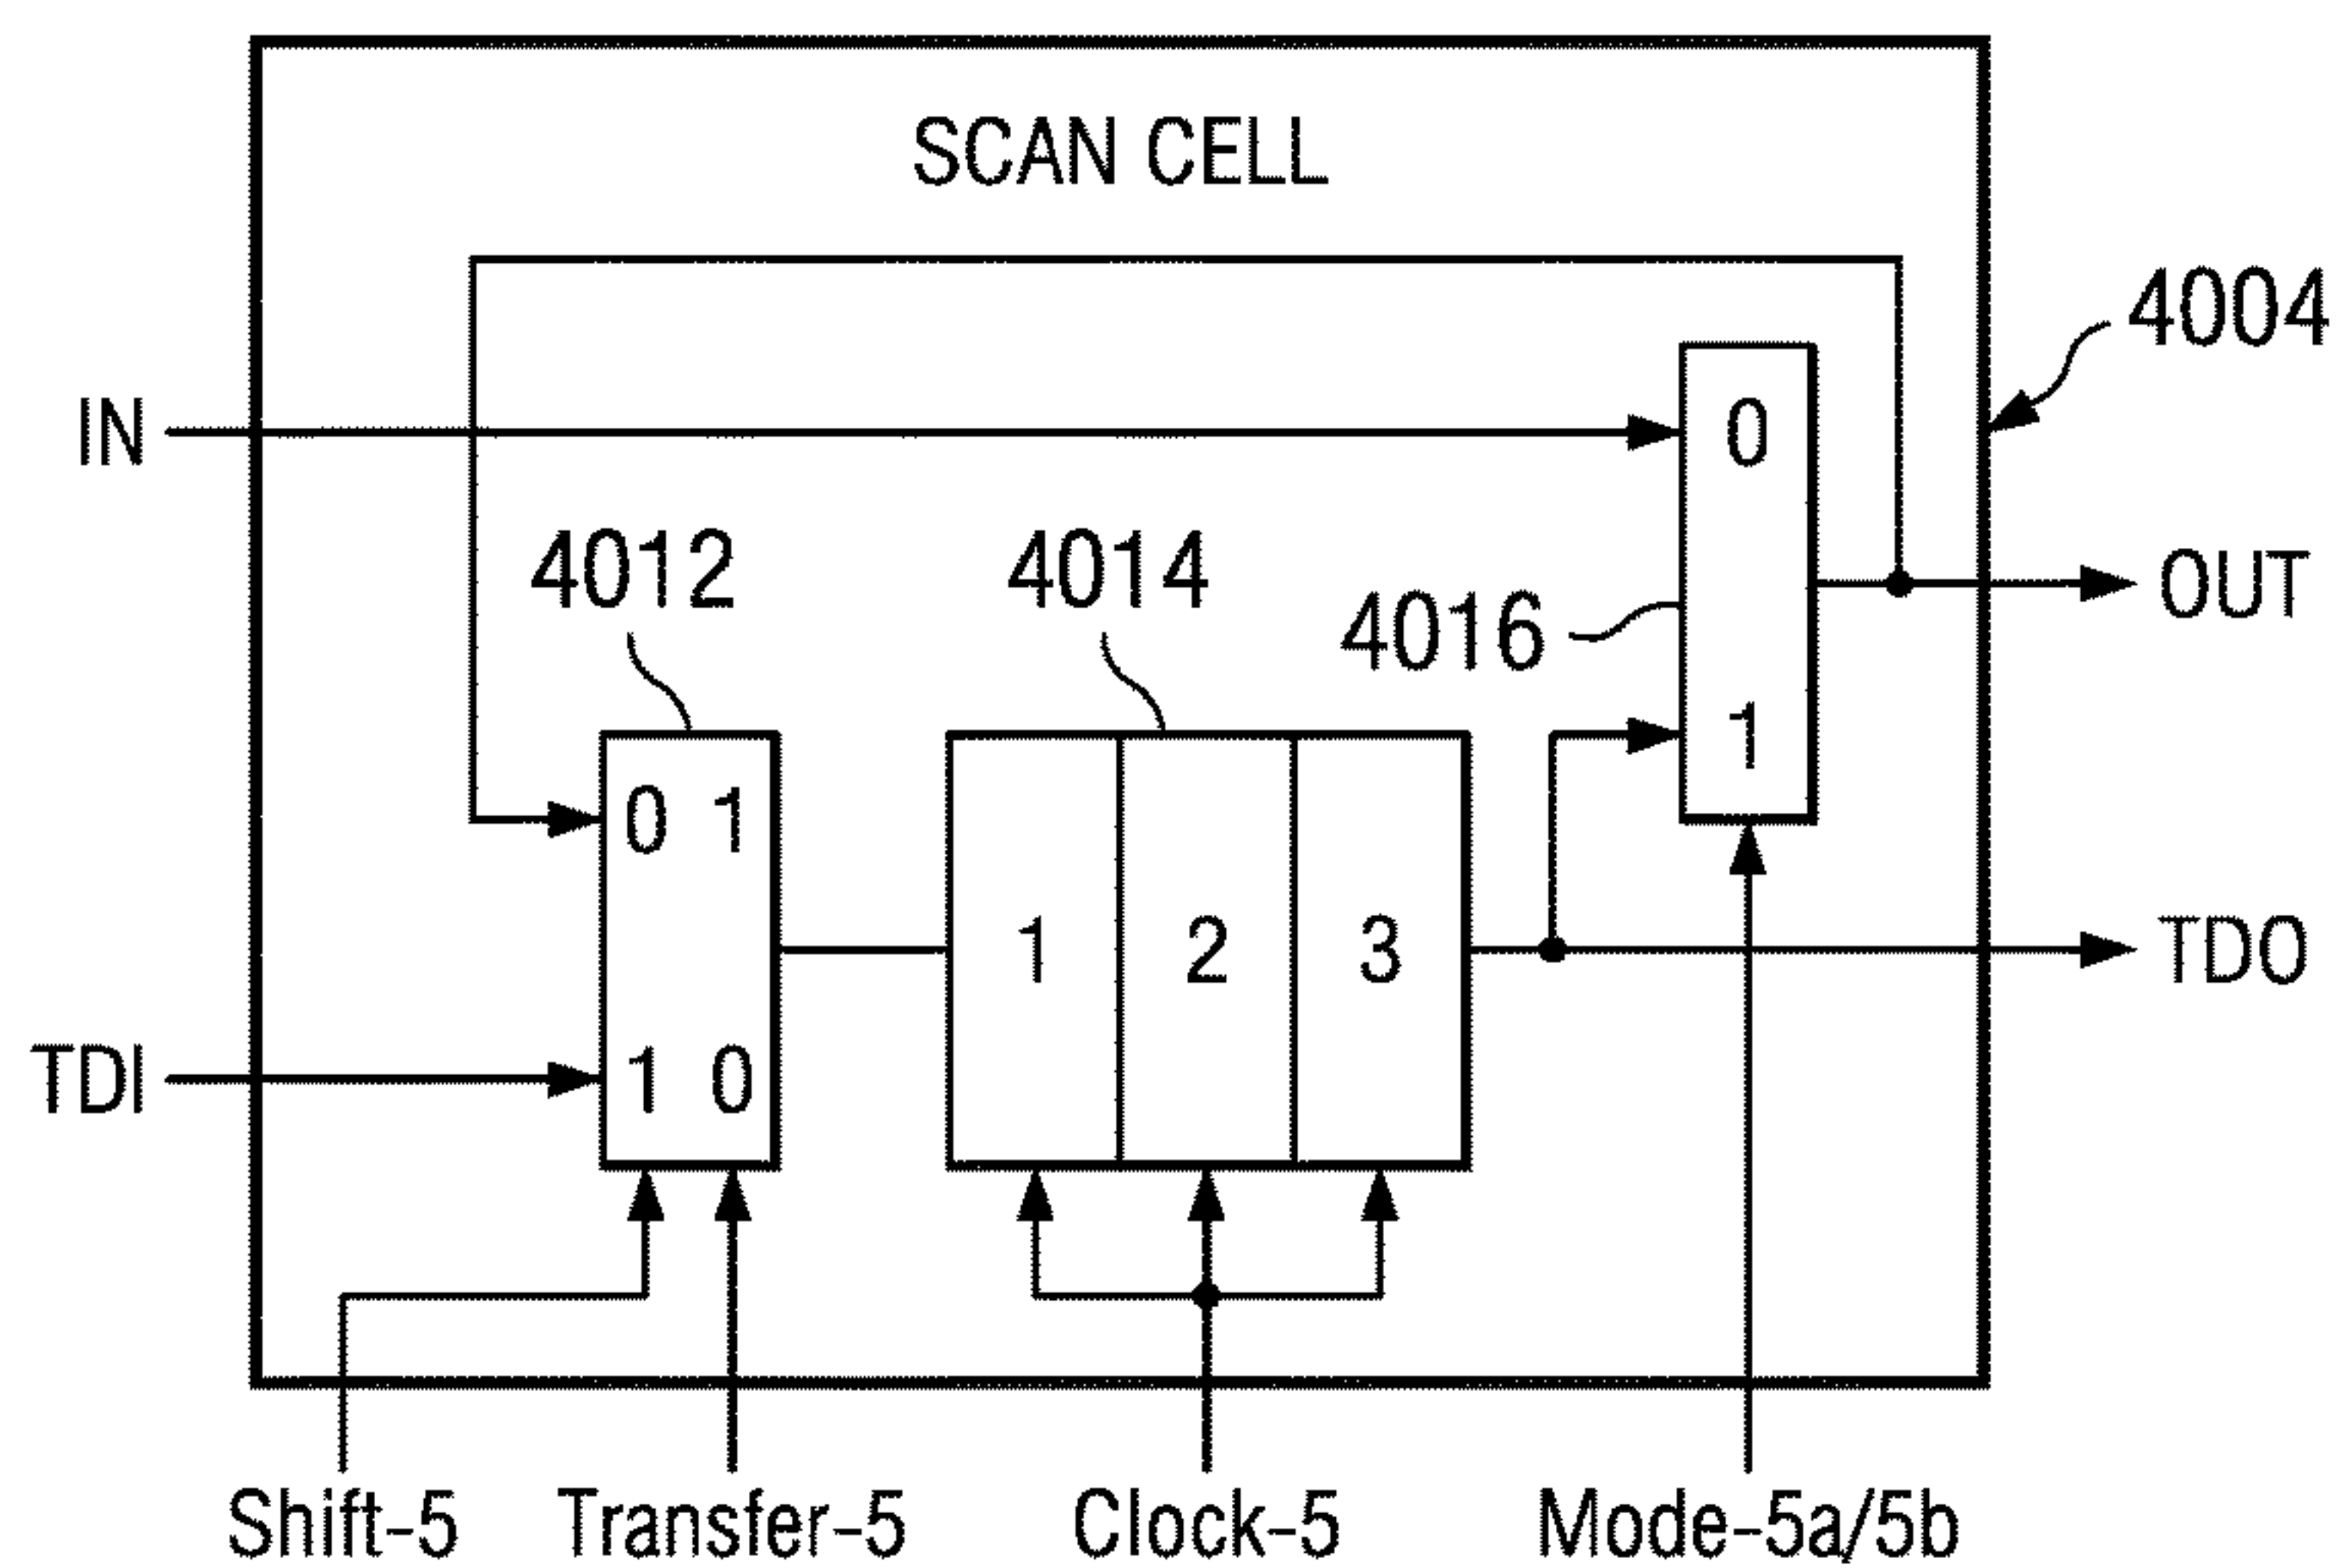 SCAN CELL
4004
IN
0
4012
4014
4016
OUT
1
0 1
1
2
3
TDO
TDI
1 0
Shift-5
Transfer-5
Clock-5
Mode-5a/5b